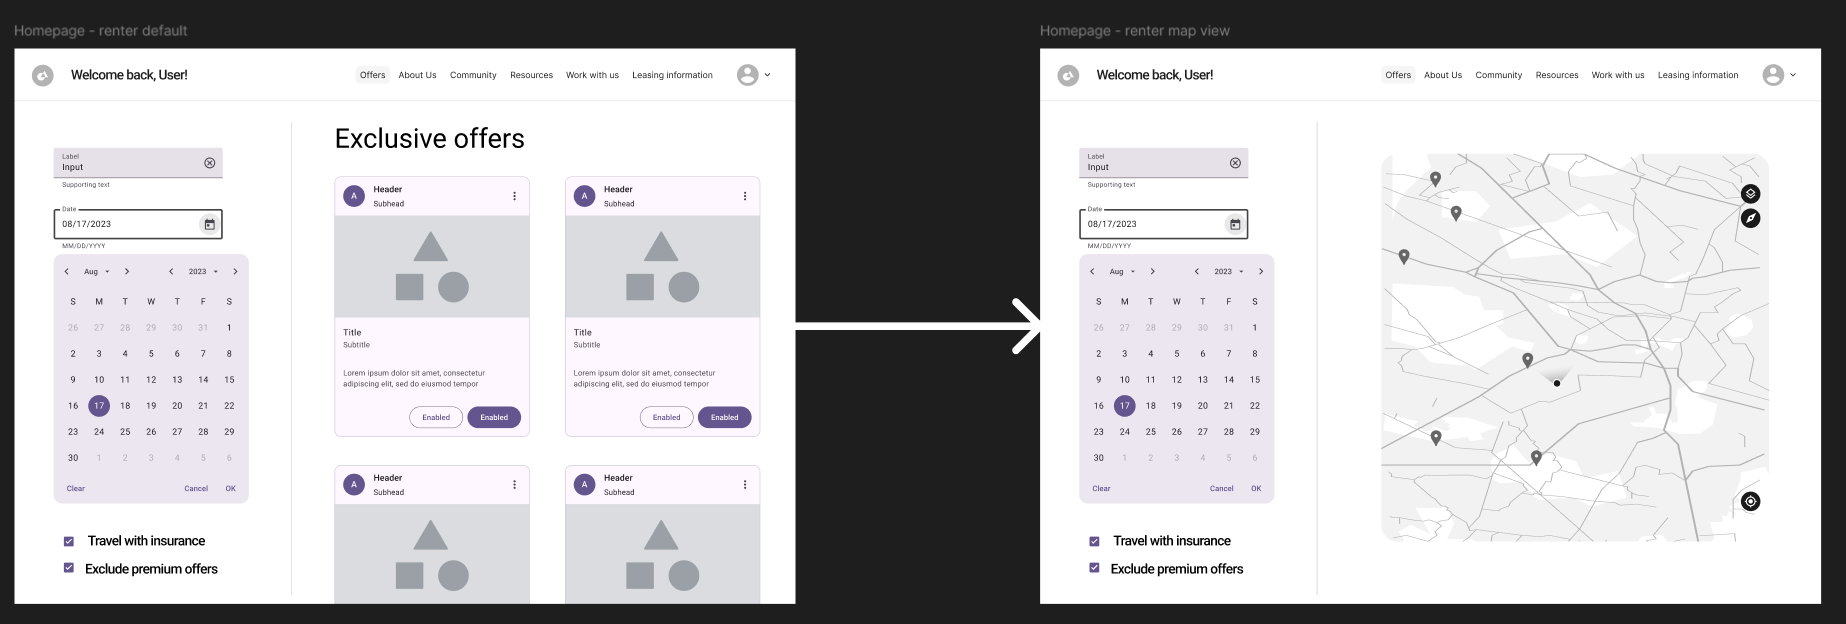 Homepage - renter default
Welcome back, User!
Offers About Us Community Resources Work with us Leasing information
Label
Input
Supporting text
Date
08/17/2023
MM/DD/YYYY
Aug 2023
S M T W T F S
26 27 28 29 30 31 1
2 3 4 5 6 7 8
9 10 11 12 13 14 15
16 17 18 19 20 21 22
23 24 25 26 27 28 29
30 1 2 3 4 5 6
Clear Cancel OK
Travel with insurance
Exclude premium offers
Exclusive offers
A Header
Subhead
Title
Subtitle
Lorem ipsum dolor sit amet, consectetur
adipiscing elit, sed do eiusmod tempor
Enabled Enabled
A Header
Subhead
Title
Subtitle
Lorem ipsum dolor sit amet, consectetur
adipiscing elit, sed do eiusmod tempor
Enabled Enabled
A Header
Subhead
A Header
Subhead
Homepage - renter map view
Welcome back, User!
Offers About Us Community Resources Work with us Leasing information
Label
Input
Supporting text
Date
08/17/2023
MM/DD/YYYY
Aug 2023
S M T W T F S
26 27 28 29 30 31 1
2 3 4 5 6 7 8
9 10 11 12 13 14 15
16 17 18 19 20 21 22
23 24 25 26 27 28 29
30 1 2 3 4 5 6
Clear Cancel OK
Travel with insurance
Exclude premium offers